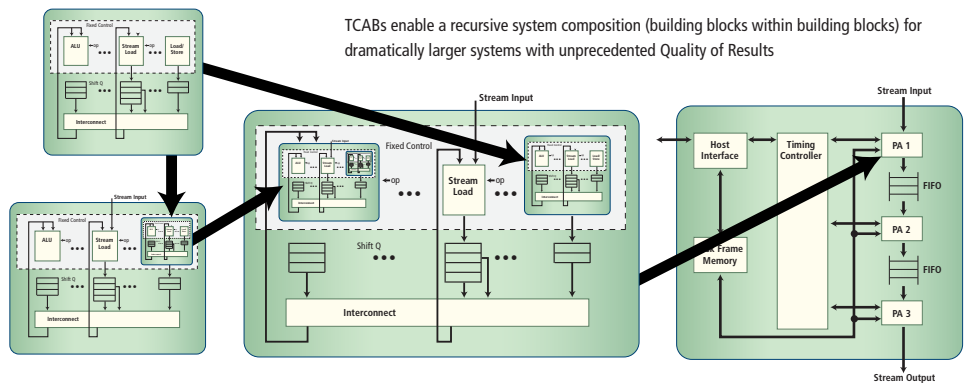 TCABs enable a recursive system composition (building blocks within building blocks) for
dramatically larger systems with unprecedented Quality of Results
Fixed Control
ALU
op
Stream
Load
Load/
Store
Shift Q
Interconnect
Stream Input
Fixed Control
ALU
op
Stream
Load
op
Shift Q
Interconnect
Stream Input
Fixed Control
op
Stream
Load
op
Shift Q
Interconnect
Stream Input
Host
Interface
Timing
Controller
PA 1
FIFO
PA 2
Frame
Memory
FIFO
PA 3
Stream Output